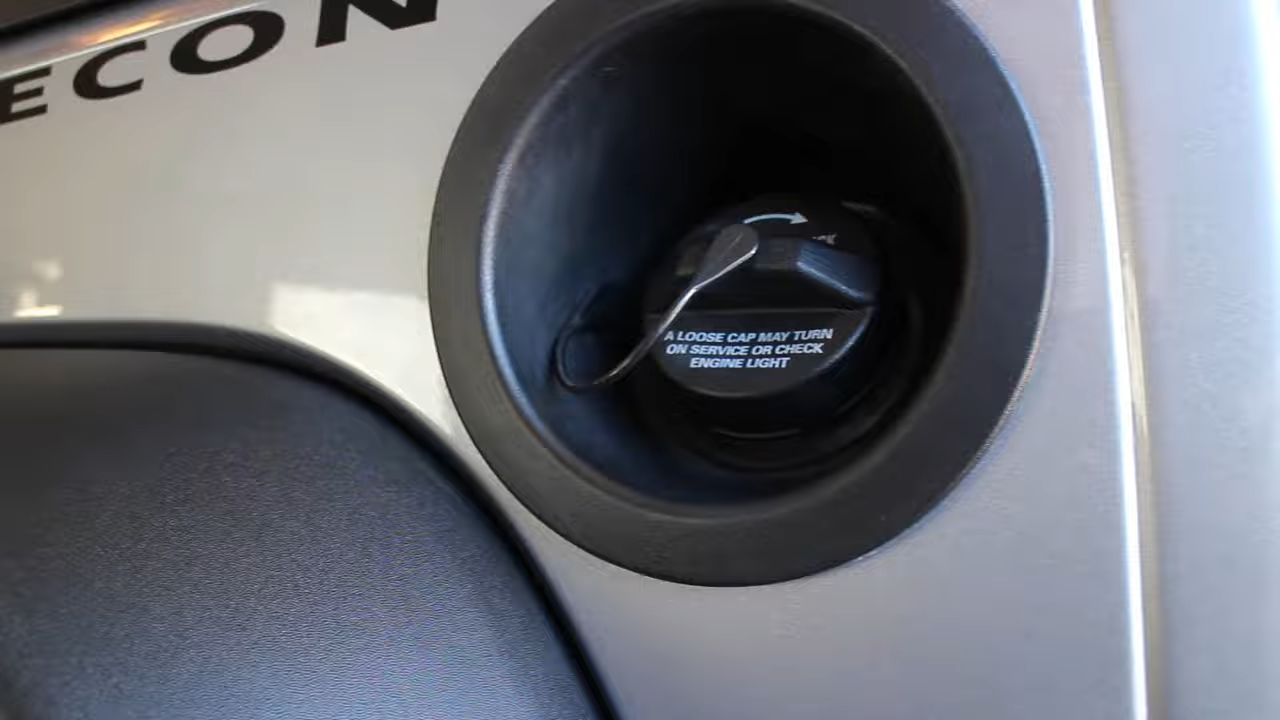 ECON
A LOOSE CAP MAY TURN
ON SERVICE OR CHECK
ENGINE LIGHT